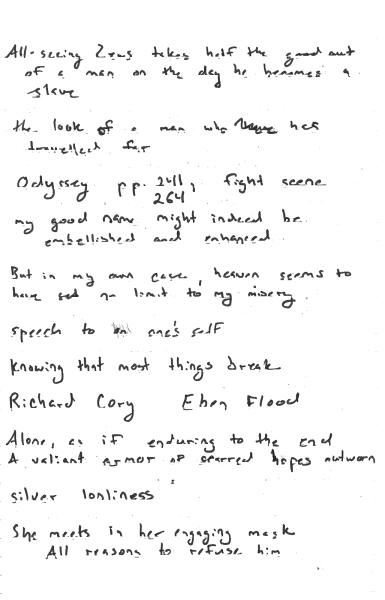 All-seeing Zeus takes half the good out
of a man on the day he becomes a
slave
the look of a man who has
travelled far
Odyssey pp. 241, fight scene
264
my good name might indeed be
embellished and enhanced
But in my own case, heaven seems to
have set no limit to my misery
speech to one's self
Knowing that most things break
Richard Cory Eben Flood
Alone, as if enduring to the end
A valiant armor of scarred hopes outworn
silver lonliness
She meets in her engaging mask
All reasons to refuse him